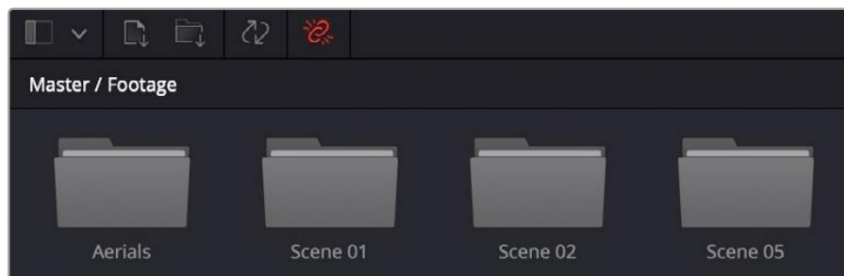 Master / Footage
Aerials
Scene 01
Scene 02
Scene 05